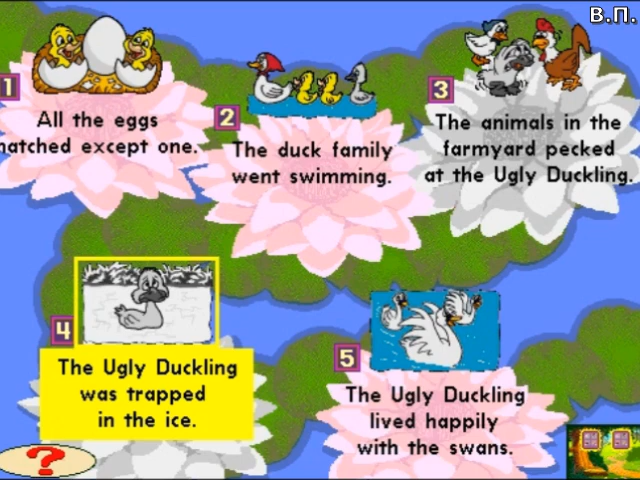 В.П.
1
All the eggs
hatched except one.
2
The duck family
went swimming.
3
The animals in the
farmyard pecked
at the Ugly Duckling.
4
The Ugly Duckling
was trapped
in the ice.
5
The Ugly Duckling
lived happily
with the swans.
?